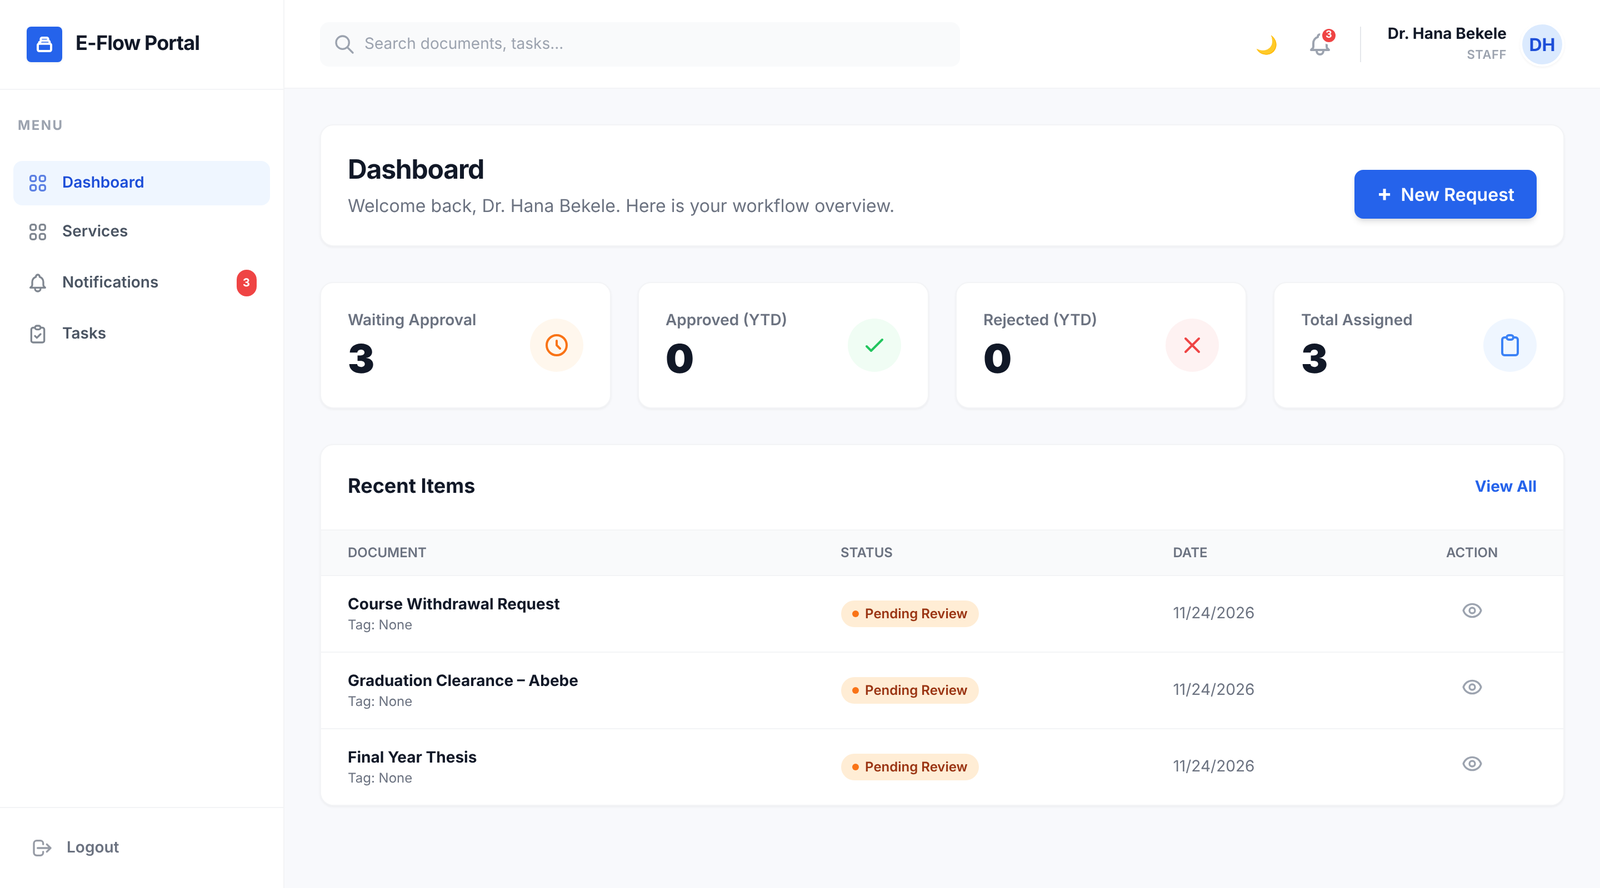 E-Flow Portal
Search documents, tasks...
3
Dr. Hana Bekele
STAFF
DH
MENU
Dashboard
Services
Notifications
3
Tasks
Logout
Dashboard
Welcome back, Dr. Hana Bekele. Here is your workflow overview.
+ New Request
Waiting Approval
3
Approved (YTD)
0
Rejected (YTD)
0
Total Assigned
3
Recent Items
View All
DOCUMENT STATUS DATE ACTION
Course Withdrawal Request
Tag: None
Pending Review
11/24/2026
Graduation Clearance – Abebe
Tag: None
Pending Review
11/24/2026
Final Year Thesis
Tag: None
Pending Review
11/24/2026